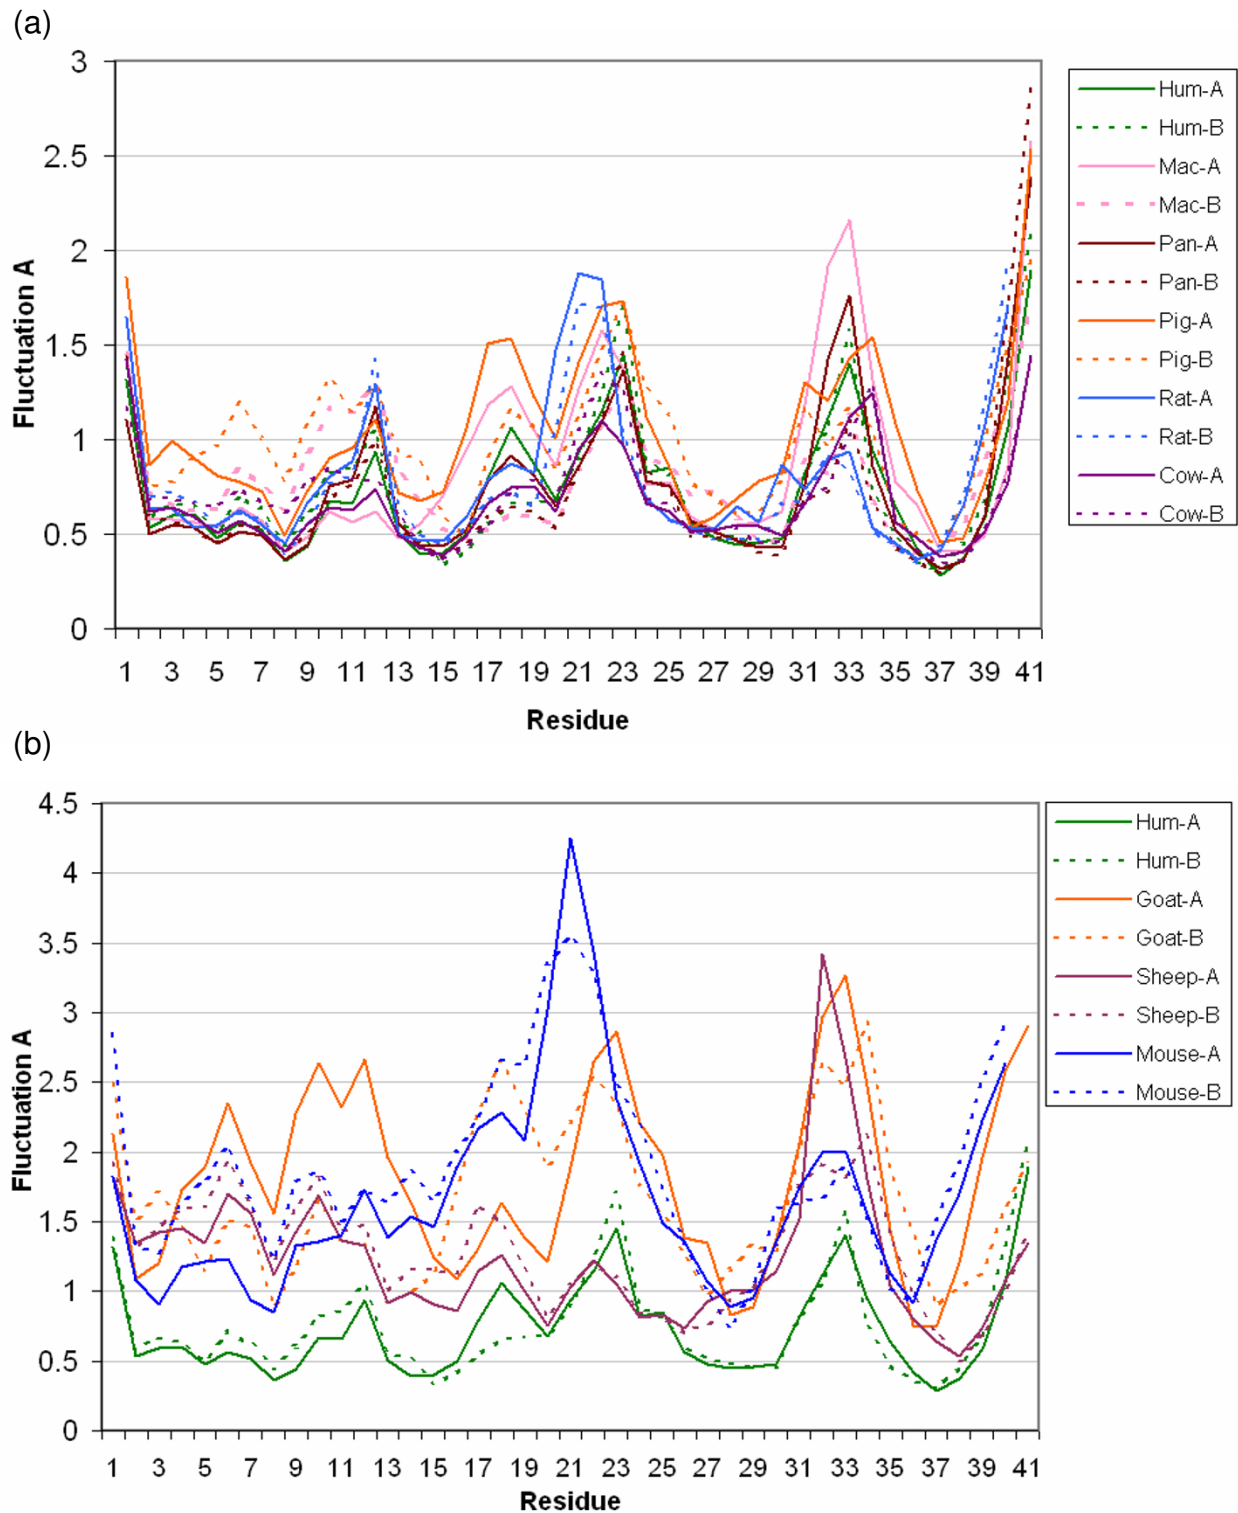 (a)
3
2.5
2
1.5
1
0.5
0
Fluctuation A
1 3 5 7 9 11 13 15 17 19 21 23 25 27 29 31 33 35 37 39 41
Residue
Hum-A
Hum-B
Mac-A
Mac-B
Pan-A
Pan-B
Pig-A
Pig-B
Rat-A
Rat-B
Cow-A
Cow-B
(b)
4.5
4
3.5
3
2.5
2
1.5
1
0.5
0
Fluctuation A
1 3 5 7 9 11 13 15 17 19 21 23 25 27 29 31 33 35 37 39 41
Residue
Hum-A
Hum-B
Goat-A
Goat-B
Sheep-A
Sheep-B
Mouse-A
Mouse-B